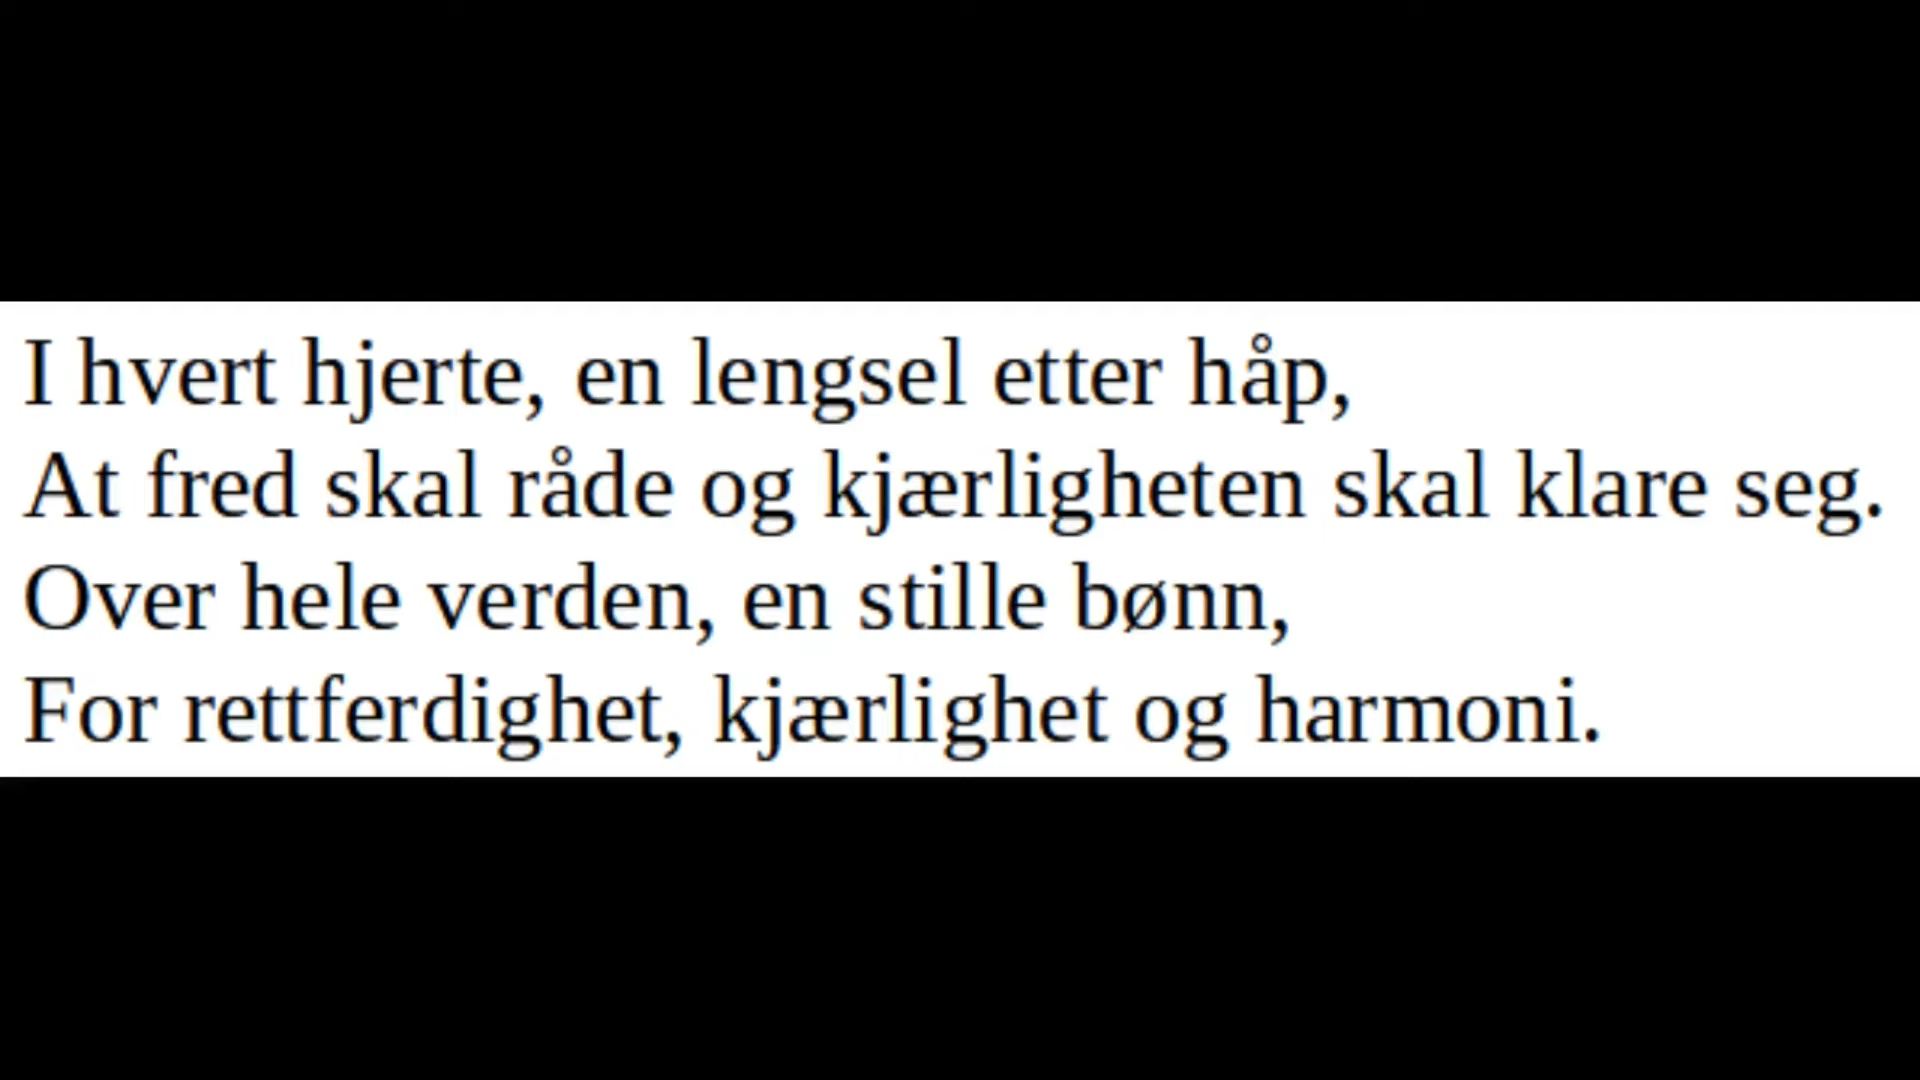 I hvert hjerte, en lengsel etter håp,
At fred skal råde og kjærligheten skal klare seg.
Over hele verden, en stille bønn,
For rettferdighet, kjærlighet og harmoni.